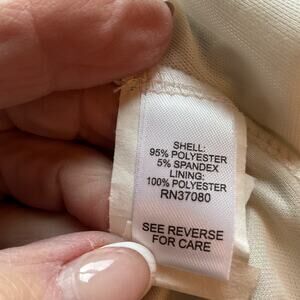 SHELL:
95% POLYESTER
5% SPANDEX
LINING:
100% POLYESTER
RN37080
SEE REVERSE
FOR CARE